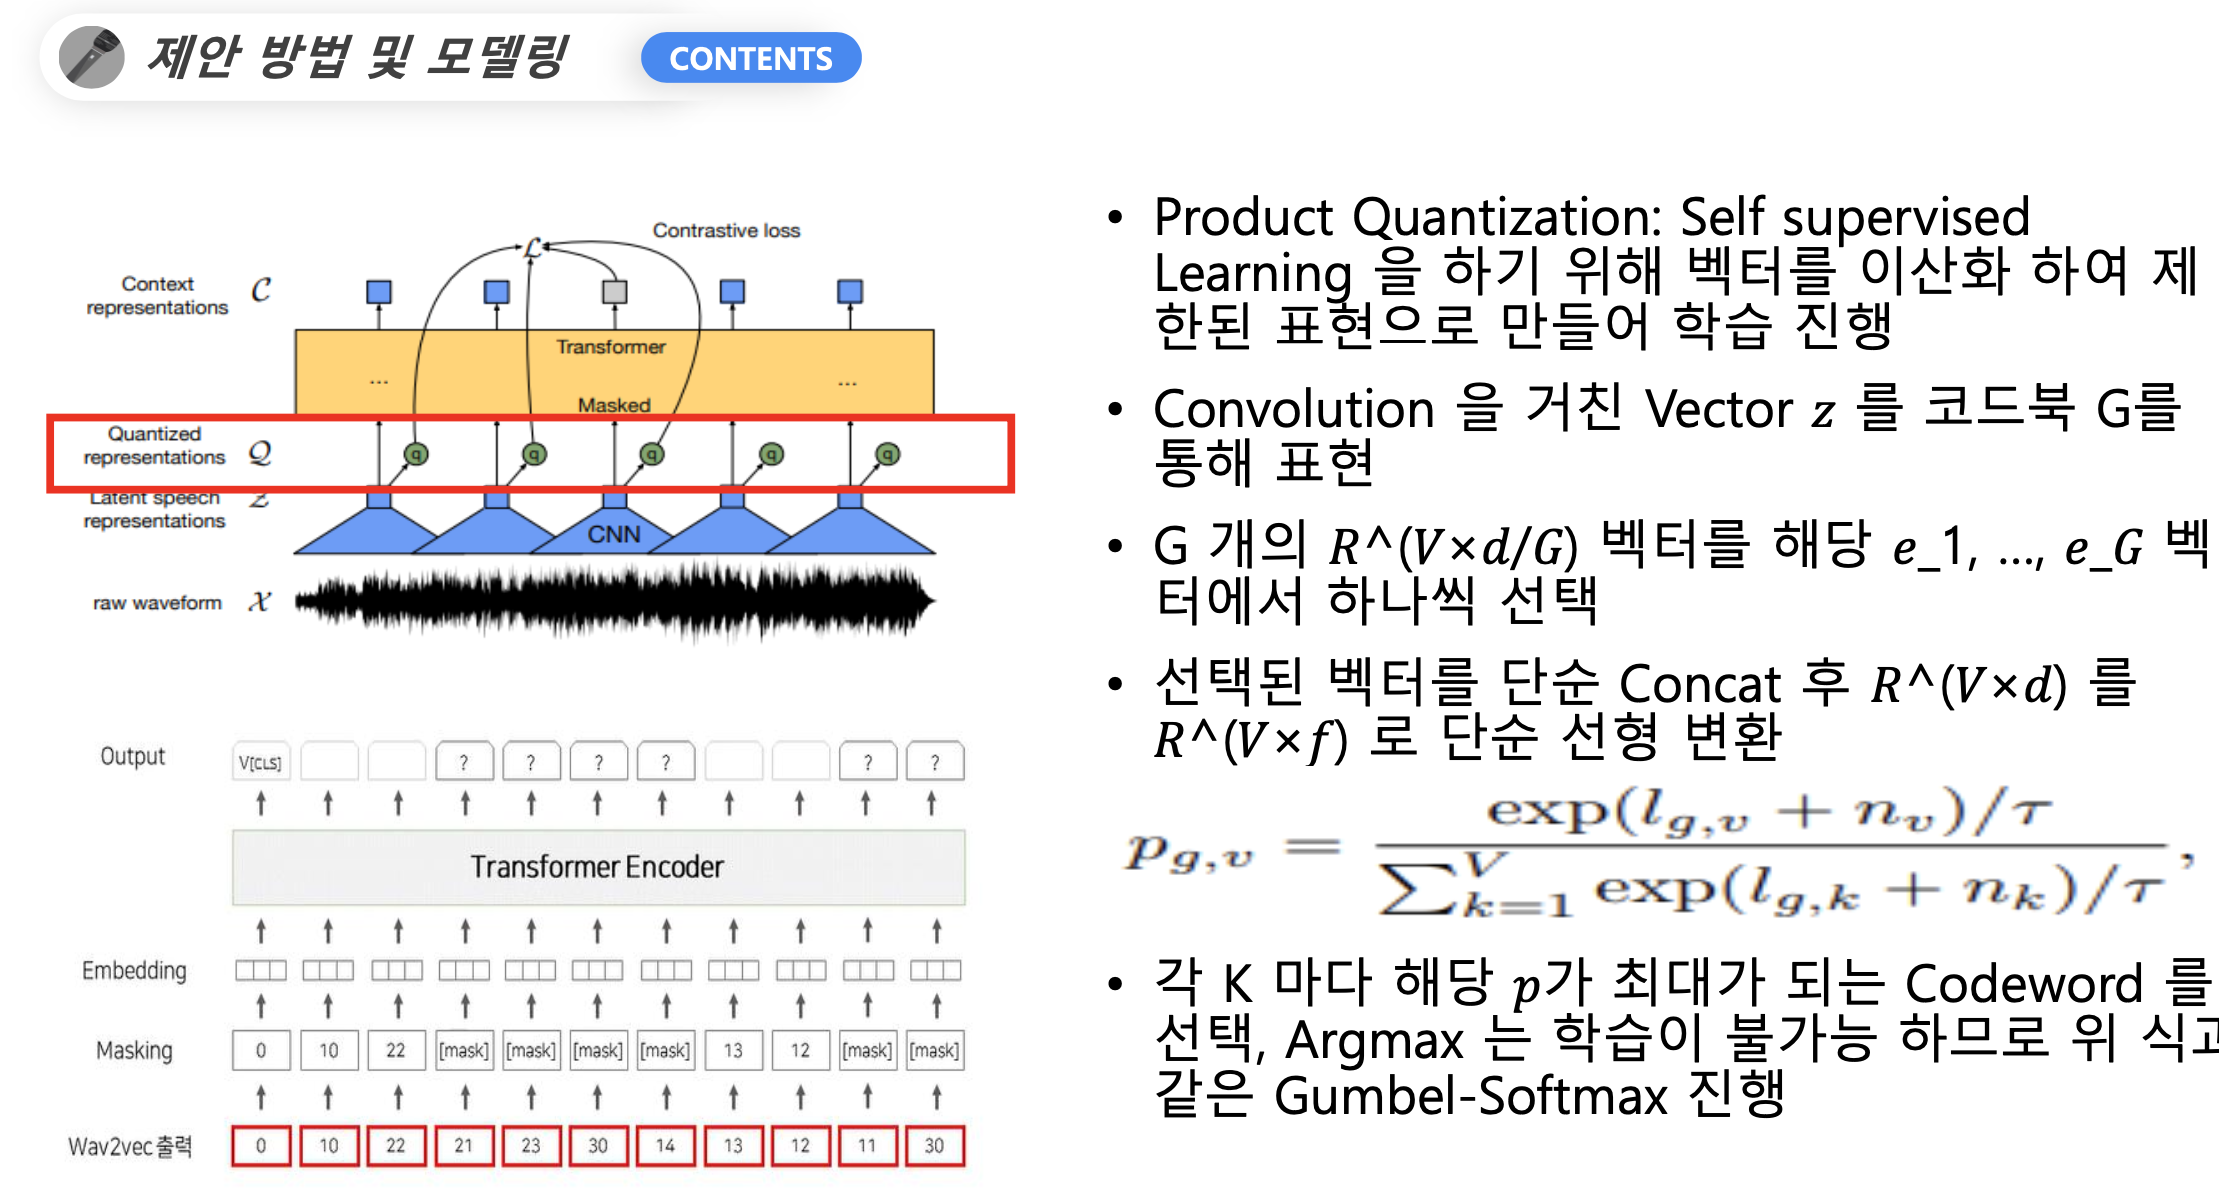 제안 방법 및 모델링
CONTENTS
Contrastive loss
ℒ
Context
representations
𝒞
Transformer
... ...
Masked
Quantized
representations
𝒬
q q q q q
Latent speech
representations
𝒵
CNN
raw waveform
𝒳
Output V[CLS] ? ? ? ? ? ?
Transformer Encoder
Embedding
Masking 0 10 22 [mask] [mask] [mask] [mask] 13 12 [mask] [mask]
Wav2vec출력 0 10 22 21 23 30 14 13 12 11 30
• Product Quantization: Self supervised
Learning 을 하기 위해 벡터를 이산화 하여 제
한된 표현으로 만들어 학습 진행
• Convolution 을 거친 Vector z 를 코드북 G를
통해 표현
• G 개의 R^(V×d/G) 벡터를 해당 e_1, ..., e_G 벡
터에서 하나씩 선택
• 선택된 벡터를 단순 Concat 후 R^(V×d) 를
R^(V×f) 로 단순 선형 변환
p_{g,v} = \frac{exp(l_{g,v} + n_v)/τ}{\sum_{k=1}^{V} exp(l_{g,k} + n_k)/τ},
• 각 K 마다 해당 p가 최대가 되는 Codeword 를
선택, Argmax 는 학습이 불가능 하므로 위 식과
같은 Gumbel-Softmax 진행